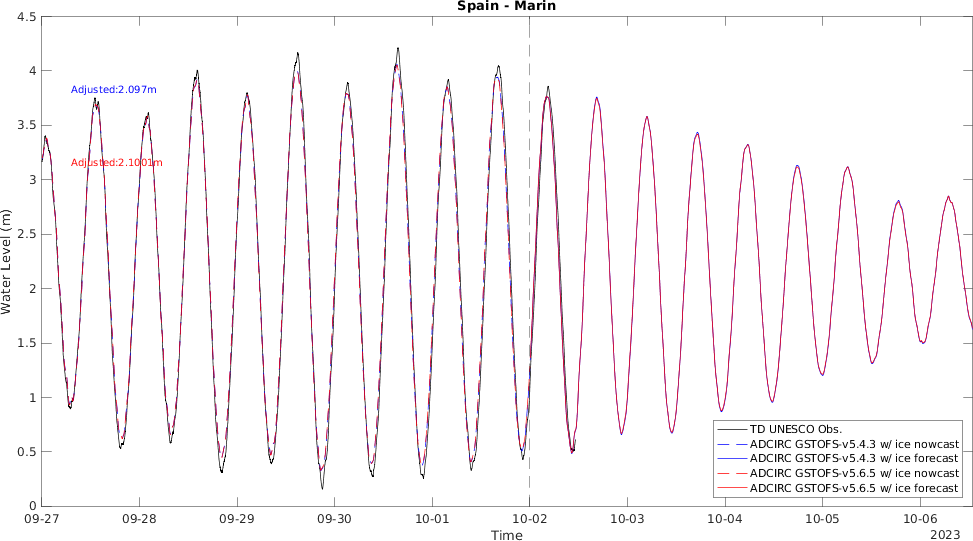 Spain - Marin
4.5
4
3.5
3
2.5
2
1.5
1
0.5
0
Water Level (m)
Adjusted:2.097m
Adjusted:2.1001m
TD UNESCO Obs.
ADCIRC GSTOFS-v5.4.3 w/ ice nowcast
ADCIRC GSTOFS-v5.4.3 w/ ice forecast
ADCIRC GSTOFS-v5.6.5 w/ ice nowcast
ADCIRC GSTOFS-v5.6.5 w/ ice forecast
09-27 09-28 09-29 09-30 10-01 10-02 10-03 10-04 10-05 10-06
Time
2023